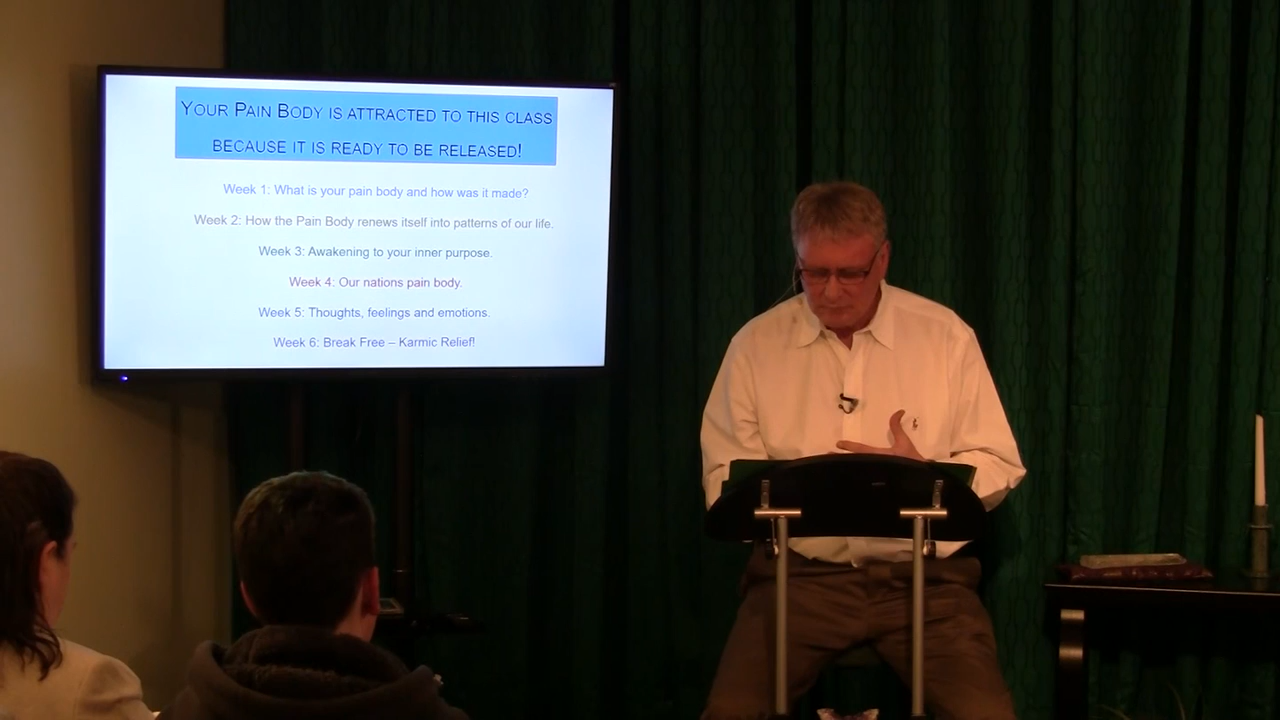 YOUR PAIN BODY IS ATTRACTED TO THIS CLASS
BECAUSE IT IS READY TO BE RELEASED!
Week 1: What is your pain body and how was it made?
Week 2: How the Pain Body renews itself into patterns of our life.
Week 3: Awakening to your inner purpose.
Week 4: Our nations pain body.
Week 5: Thoughts, feelings and emotions.
Week 6: Break Free – Karmic Relief!